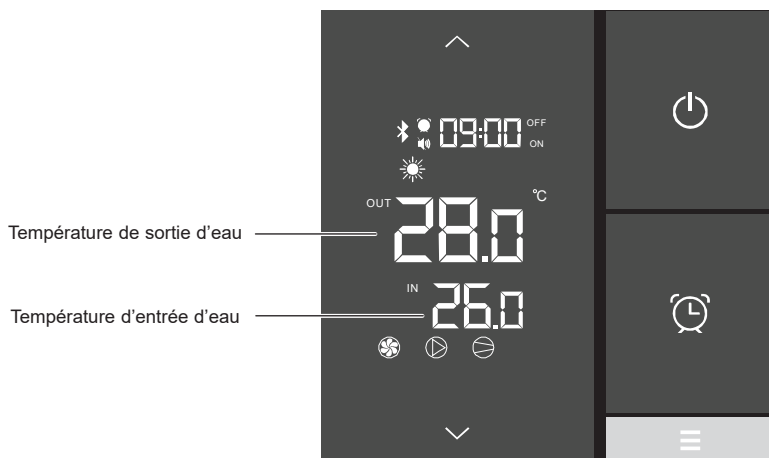 09:00 OFF
ON
OUT 28.0 °C
Température de sortie d'eau
IN 26.0
Température d'entrée d'eau